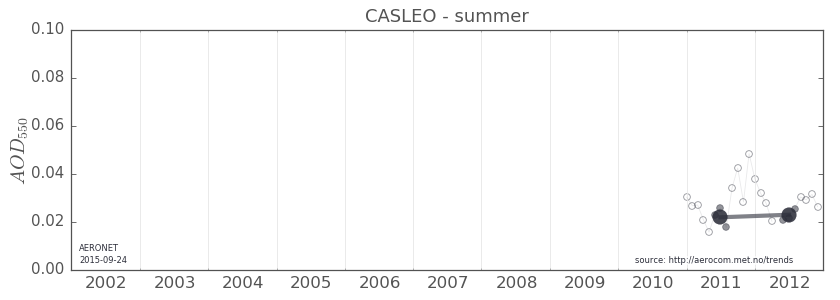 CASLEO - summer
0.10
0.08
0.06
0.04
0.02
0.00
AOD550
AERONET
2015-09-24
source: http://aerocom.met.no/trends
2002 2003 2004 2005 2006 2007 2008 2009 2010 2011 2012